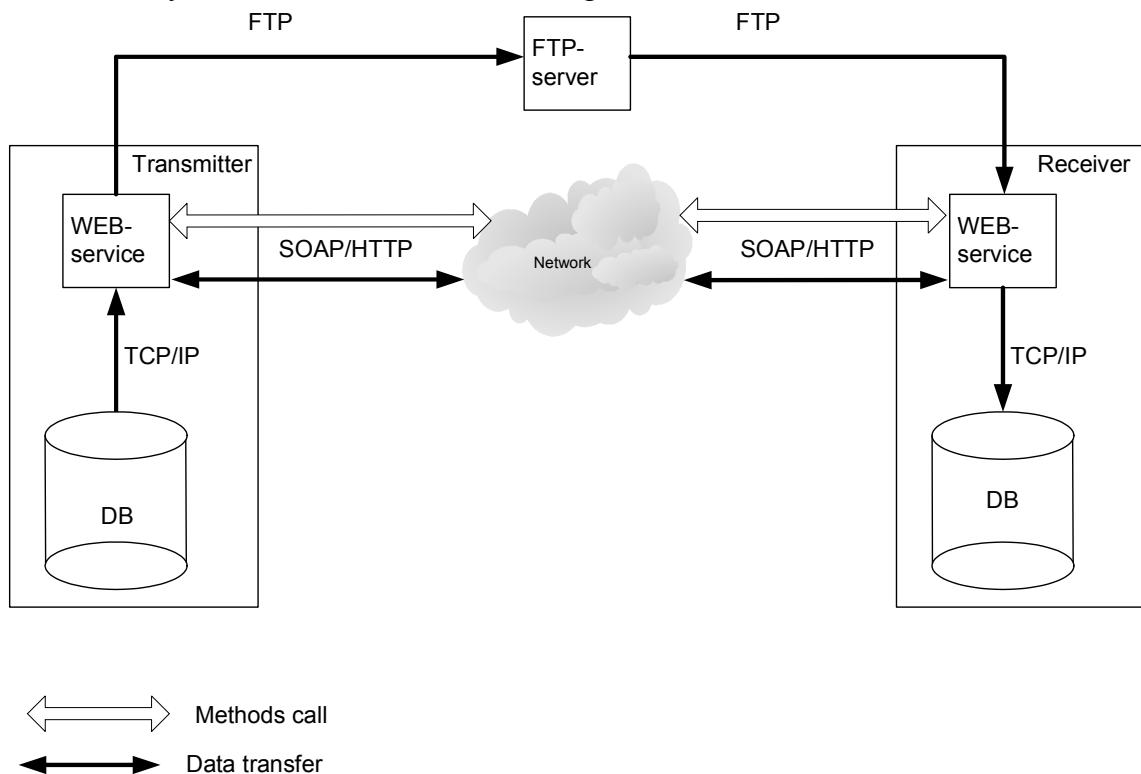 FTP
FTP
FTP-
server
Transmitter
Receiver
WEB-
service
SOAP/HTTP
Network
SOAP/HTTP
WEB-
service
TCP/IP
TCP/IP
DB
DB
Methods call
Data transfer